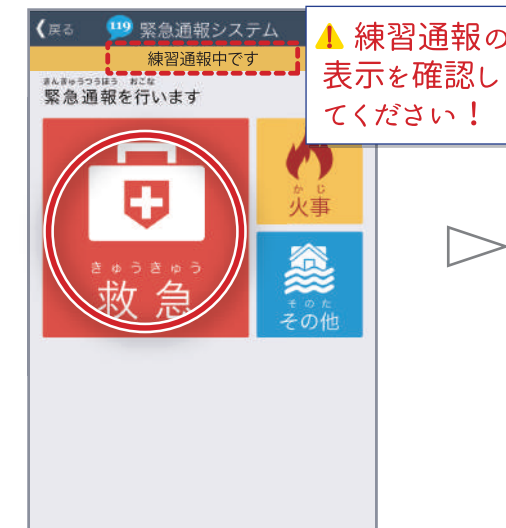 戻る 119 緊急通報システム
練習通報中です
⚠ 練習通報の
表示を確認し
てください！
きんきゅうつうほう おこな
緊急通報を行います
きゅうきゅう
救急
かじ
火事
そのた
その他